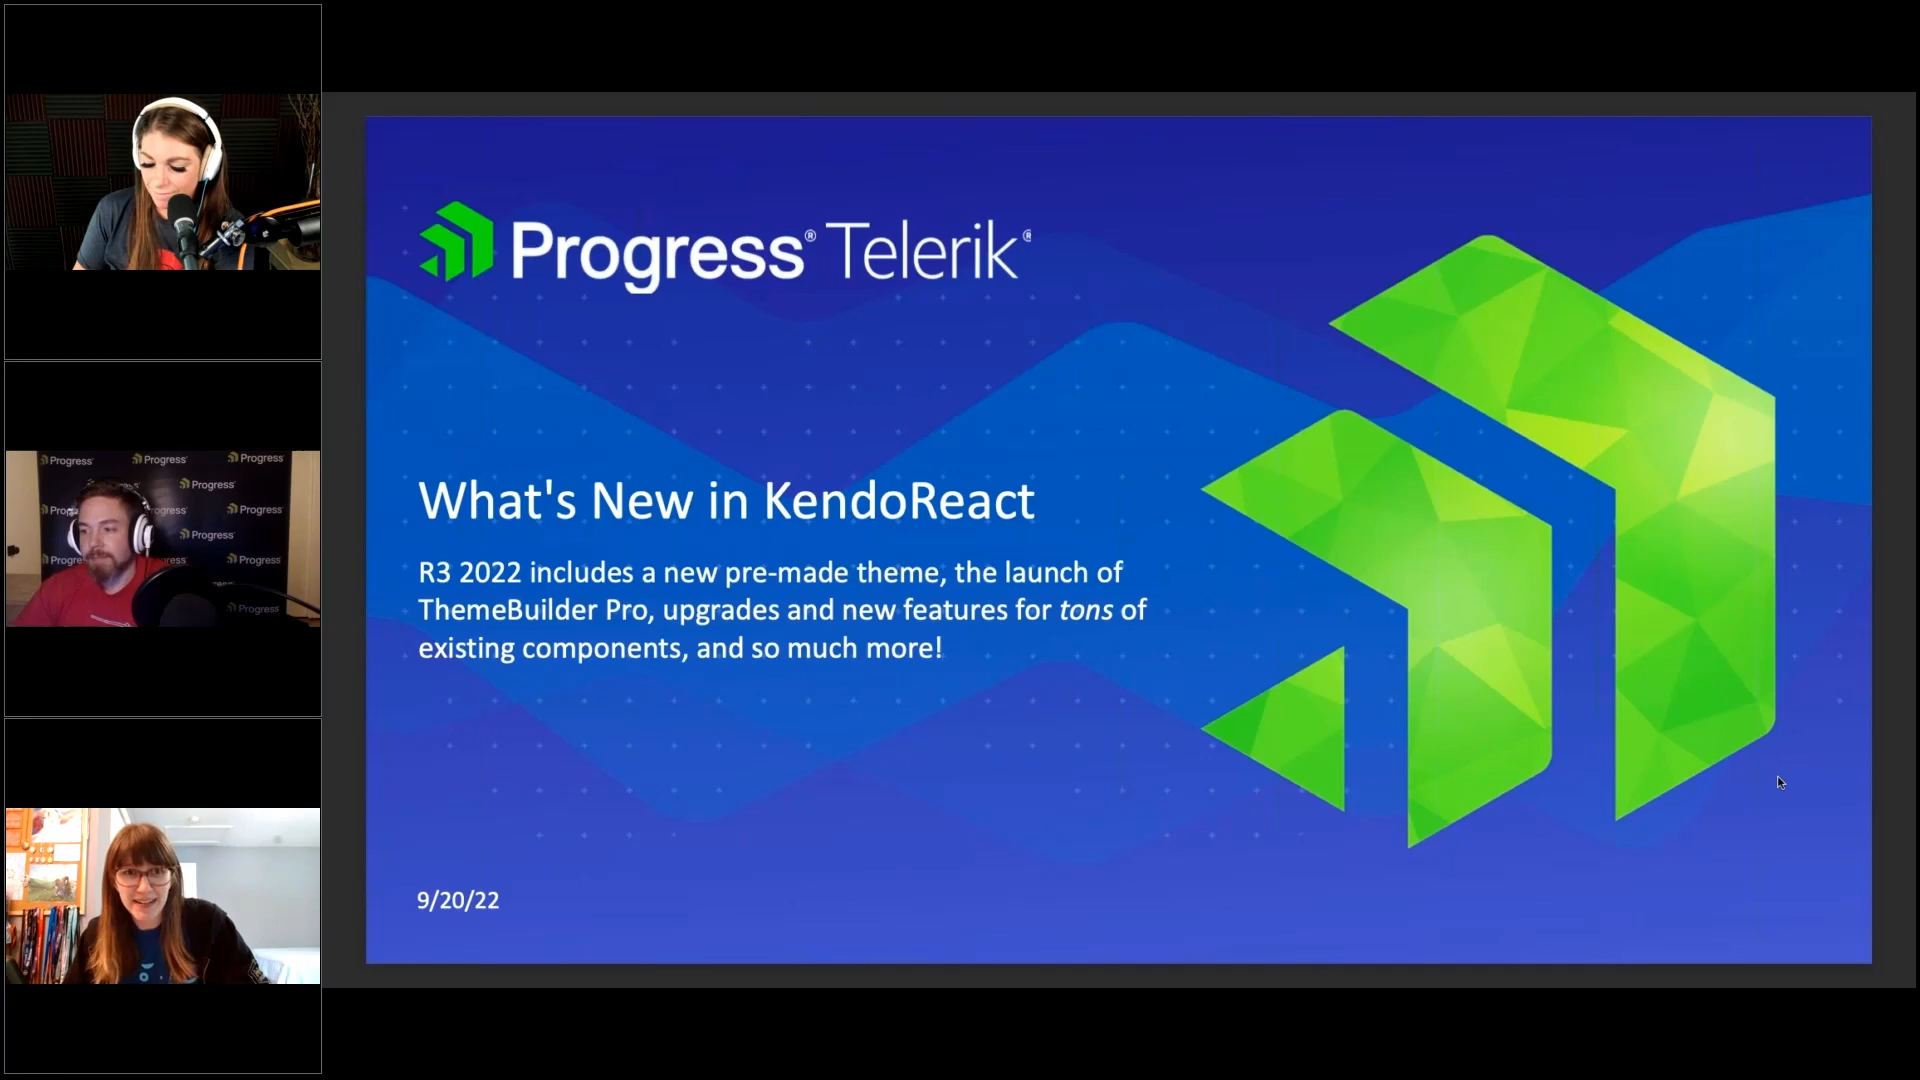 Progress® Telerik®
What's New in KendoReact
R3 2022 includes a new pre-made theme, the launch of
ThemeBuilder Pro, upgrades and new features for tons of
existing components, and so much more!
9/20/22
Progress Progress Progress
Progress
Progress
Progress
Progress
Progress
Progress